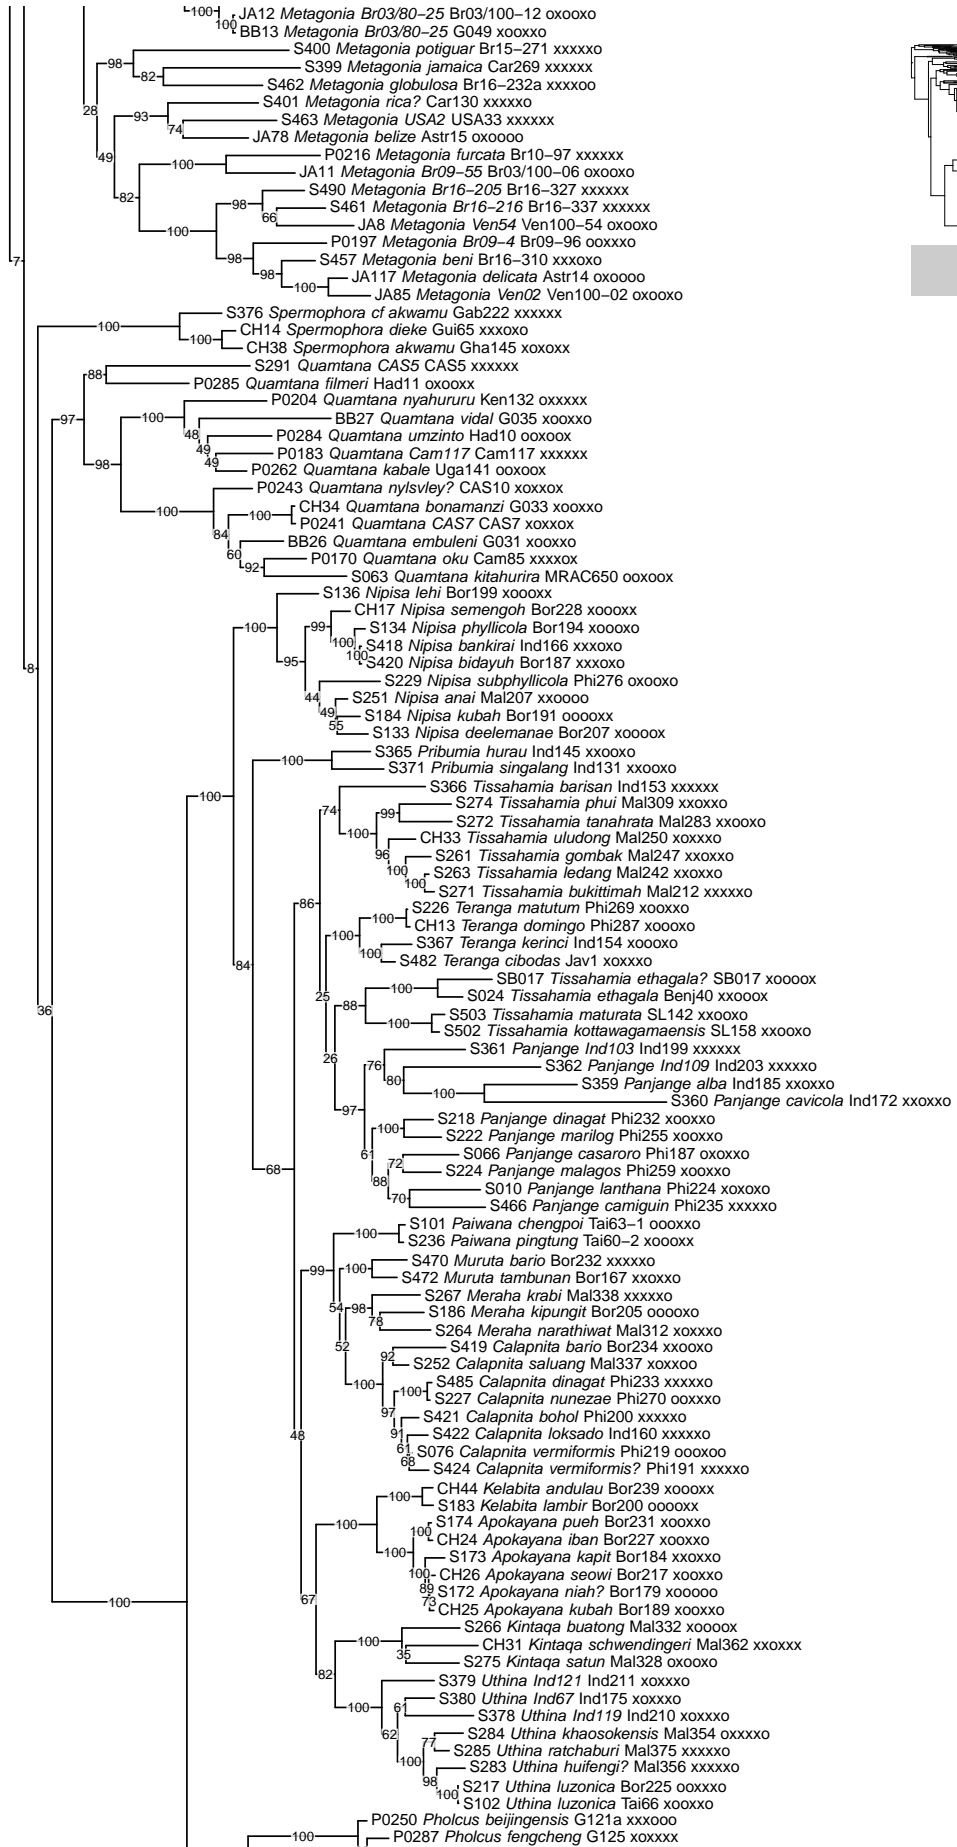 100
JA12 Metagonia Br03/80−25 Br03/100−12 oxooxo
100
BB13 Metagonia Br03/80−25 G049 xooxxo
S400 Metagonia potiguar Br15−271 xxxxxo
98
S399 Metagonia jamaica Car269 xxxxxx
82
S462 Metagonia globulosa Br16−232a xxxxoo
S401 Metagonia rica? Car130 xxxxxo
28
93
S463 Metagonia USA2 USA33 xxxxxx
74
JA78 Metagonia belize Astr15 oxoooo
49
P0216 Metagonia furcata Br10−97 xxxxxx
100
JA11 Metagonia Br09−55 Br03/100−06 oxooxo
82
S490 Metagonia Br16−205 Br16−327 xxxxxx
98
S461 Metagonia Br16−216 Br16−337 xxxxxx
66
JA8 Metagonia Ven54 Ven100−54 oxooxo
100
P0197 Metagonia Br09−4 Br09−96 ooxxxo
98
S457 Metagonia beni Br16−310 xxxoxo
7
98
JA117 Metagonia delicata Astr14 oxoooo
100
JA85 Metagonia Ven02 Ven100−02 oxooxo
S376 Spermophora cf akwamu Gab222 xxxxxx
100
CH14 Spermophora dieke Gui65 xxxoxo
100
CH38 Spermophora akwamu Gha145 xoxoxx
S291 Quamtana CAS5 CAS5 xxxxxx
88
P0285 Quamtana filmeri Had11 oxooxx
P0204 Quamtana nyahururu Ken132 oxxxxx
97
100
BB27 Quamtana vidal G035 xooxxo
48
P0284 Quamtana umzinto Had10 ooxoox
49
P0183 Quamtana Cam117 Cam117 xxxxxx
98
49
P0262 Quamtana kabale Uga141 ooxoox
P0243 Quamtana nylsvley? CAS10 xoxxox
100
CH34 Quamtana bonamanzi G033 xooxxo
100
P0241 Quamtana CAS7 CAS7 xoxxox
84
BB26 Quamtana embuleni G031 xooxxo
60
P0170 Quamtana oku Cam85 xxxxox
92
S063 Quamtana kitahurira MRAC650 ooxoox
S136 Nipisa lehi Bor199 xxooxx
CH17 Nipisa semengoh Bor228 xxooxx
100
99
S134 Nipisa phyllicola Bor194 xxooxo
100
S418 Nipisa bankirai Ind166 xxxoxo
100
95
S420 Nipisa bidayuh Bor187 xxxoxo
8
S229 Nipisa subphyllicola Phi276 oxooxo
44
S251 Nipisa anai Mal207 xxoooo
49
S184 Nipisa kubah Bor191 ooooxx
55
S133 Nipisa deelemanae Bor207 xoooox
S365 Pribumia hurau Ind145 xxooxo
100
S371 Pribumia singalang Ind131 xxooxo
S366 Tissahamia barisan Ind153 xxxxxx
100
S274 Tissahamia phui Mal309 xxoxxo
74
99
S272 Tissahamia tanahrata Mal283 xxooxo
100
CH33 Tissahamia uludong Mal250 xoxxxo
96
S261 Tissahamia gombak Mal247 xxoxxo
100
S263 Tissahamia ledang Mal242 xxoxxo
100
S271 Tissahamia bukittimah Mal212 xxxxxo
86
S226 Teranga matutum Phi269 xooxxo
100
CH13 Teranga domingo Phi287 xxooxo
100
S367 Teranga kerinci Ind154 xxooxo
100
S482 Teranga cibodas Jav1 xoxxxo
84
SB017 Tissahamia ethagala? SB017 xxooox
100
25
S024 Tissahamia ethagala Benj40 xxooox
88
S503 Tissahamia maturata SL142 xxooxo
36
100
S502 Tissahamia kottawagamaensis SL158 xxooxo
S361 Panjange Ind103 Ind199 xxxxxx
26
76
S362 Panjange Ind109 Ind203 xxxxxo
80
S359 Panjange alba Ind185 xxoxxo
100
S360 Panjange cavicola Ind172 xxoxxo
97
S218 Panjange dinagat Phi232 xooxxo
100
S222 Panjange marilog Phi255 xooxxo
61
S066 Panjange casaroro Phi187 oxoxxo
72
S224 Panjange malagos Phi259 xooxxo
68
88
S010 Panjange lanthana Phi224 xoxoxo
70
S466 Panjange camiguin Phi235 xxxxxo
S101 Paiwana chengpoi Tai63−1 oooxxo
100
S236 Paiwana pingtung Tai60−2 xoooxx
S470 Muruta bario Bor232 xxxxxo
99
100
S472 Muruta tambunan Bor167 xxoxxo
S267 Meraha krabi Mal338 xxxxxo
54
98
S186 Meraha kipungit Bor205 ooooxo
78
S264 Meraha narathiwat Mal312 xoxxxo
52
S419 Calapnita bario Bor234 xxooxo
92
S252 Calapnita saluang Mal337 xoxxoo
100
S485 Calapnita dinagat Phi233 xxxxxo
100
S227 Calapnita nunezae Phi270 ooxxxo
97
S421 Calapnita bohol Phi200 xxxxxo
91
S422 Calapnita loksado Ind160 xxxxxo
48
61
S076 Calapnita vermiformis Phi219 oooxoo
68
S424 Calapnita vermiformis? Phi191 xxxxxo
CH44 Kelabita andulau Bor239 xxooxx
100
S183 Kelabita lambir Bor200 ooooxx
100
S174 Apokayana pueh Bor231 xooxxo
100
CH24 Apokayana iban Bor227 xooxxo
100
S173 Apokayana kapit Bor184 xxoxxo
100
CH26 Apokayana seowi Bor217 xooxxo
89
S172 Apokayana niah? Bor179 xxoooo
100
67
73
CH25 Apokayana kubah Bor189 xooxxo
S266 Kintaqa buatong Mal332 xoooox
100
CH31 Kintaqa schwendingeri Mal362 xxoxxx
35
S275 Kintaqa satun Mal328 oxooxo
82
S379 Uthina Ind121 Ind211 xoxxxo
S380 Uthina Ind67 Ind175 xoxxxo
100
61
S378 Uthina Ind119 Ind210 xoxxxo
62
S284 Uthina khaosokensis Mal354 oxxxxo
77
S285 Uthina ratchaburi Mal375 xxxxxo
100
S283 Uthina huifengi? Mal356 xxxxxo
98
S217 Uthina luzonica Bor225 ooxxxo
100
S102 Uthina luzonica Tai66 xooxxo
P0250 Pholcus beijingensis G121a xxxooo
100
P0287 Pholcus fengcheng G125 xoxxxx